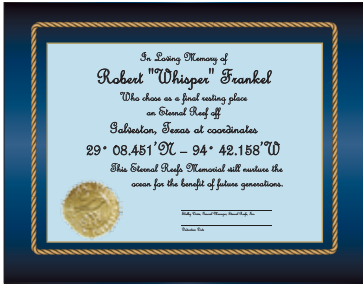 In Loving Memory of
Robert "Whisper" Frankel
Who chose as a final resting place
an Eternal Reef off
Galveston, Texas at coordinates
29° 08.451'N – 94° 42.158'W
This Eternal Reefs Memorial will nurture the
ocean for the benefit of future generations.
Dedication Date